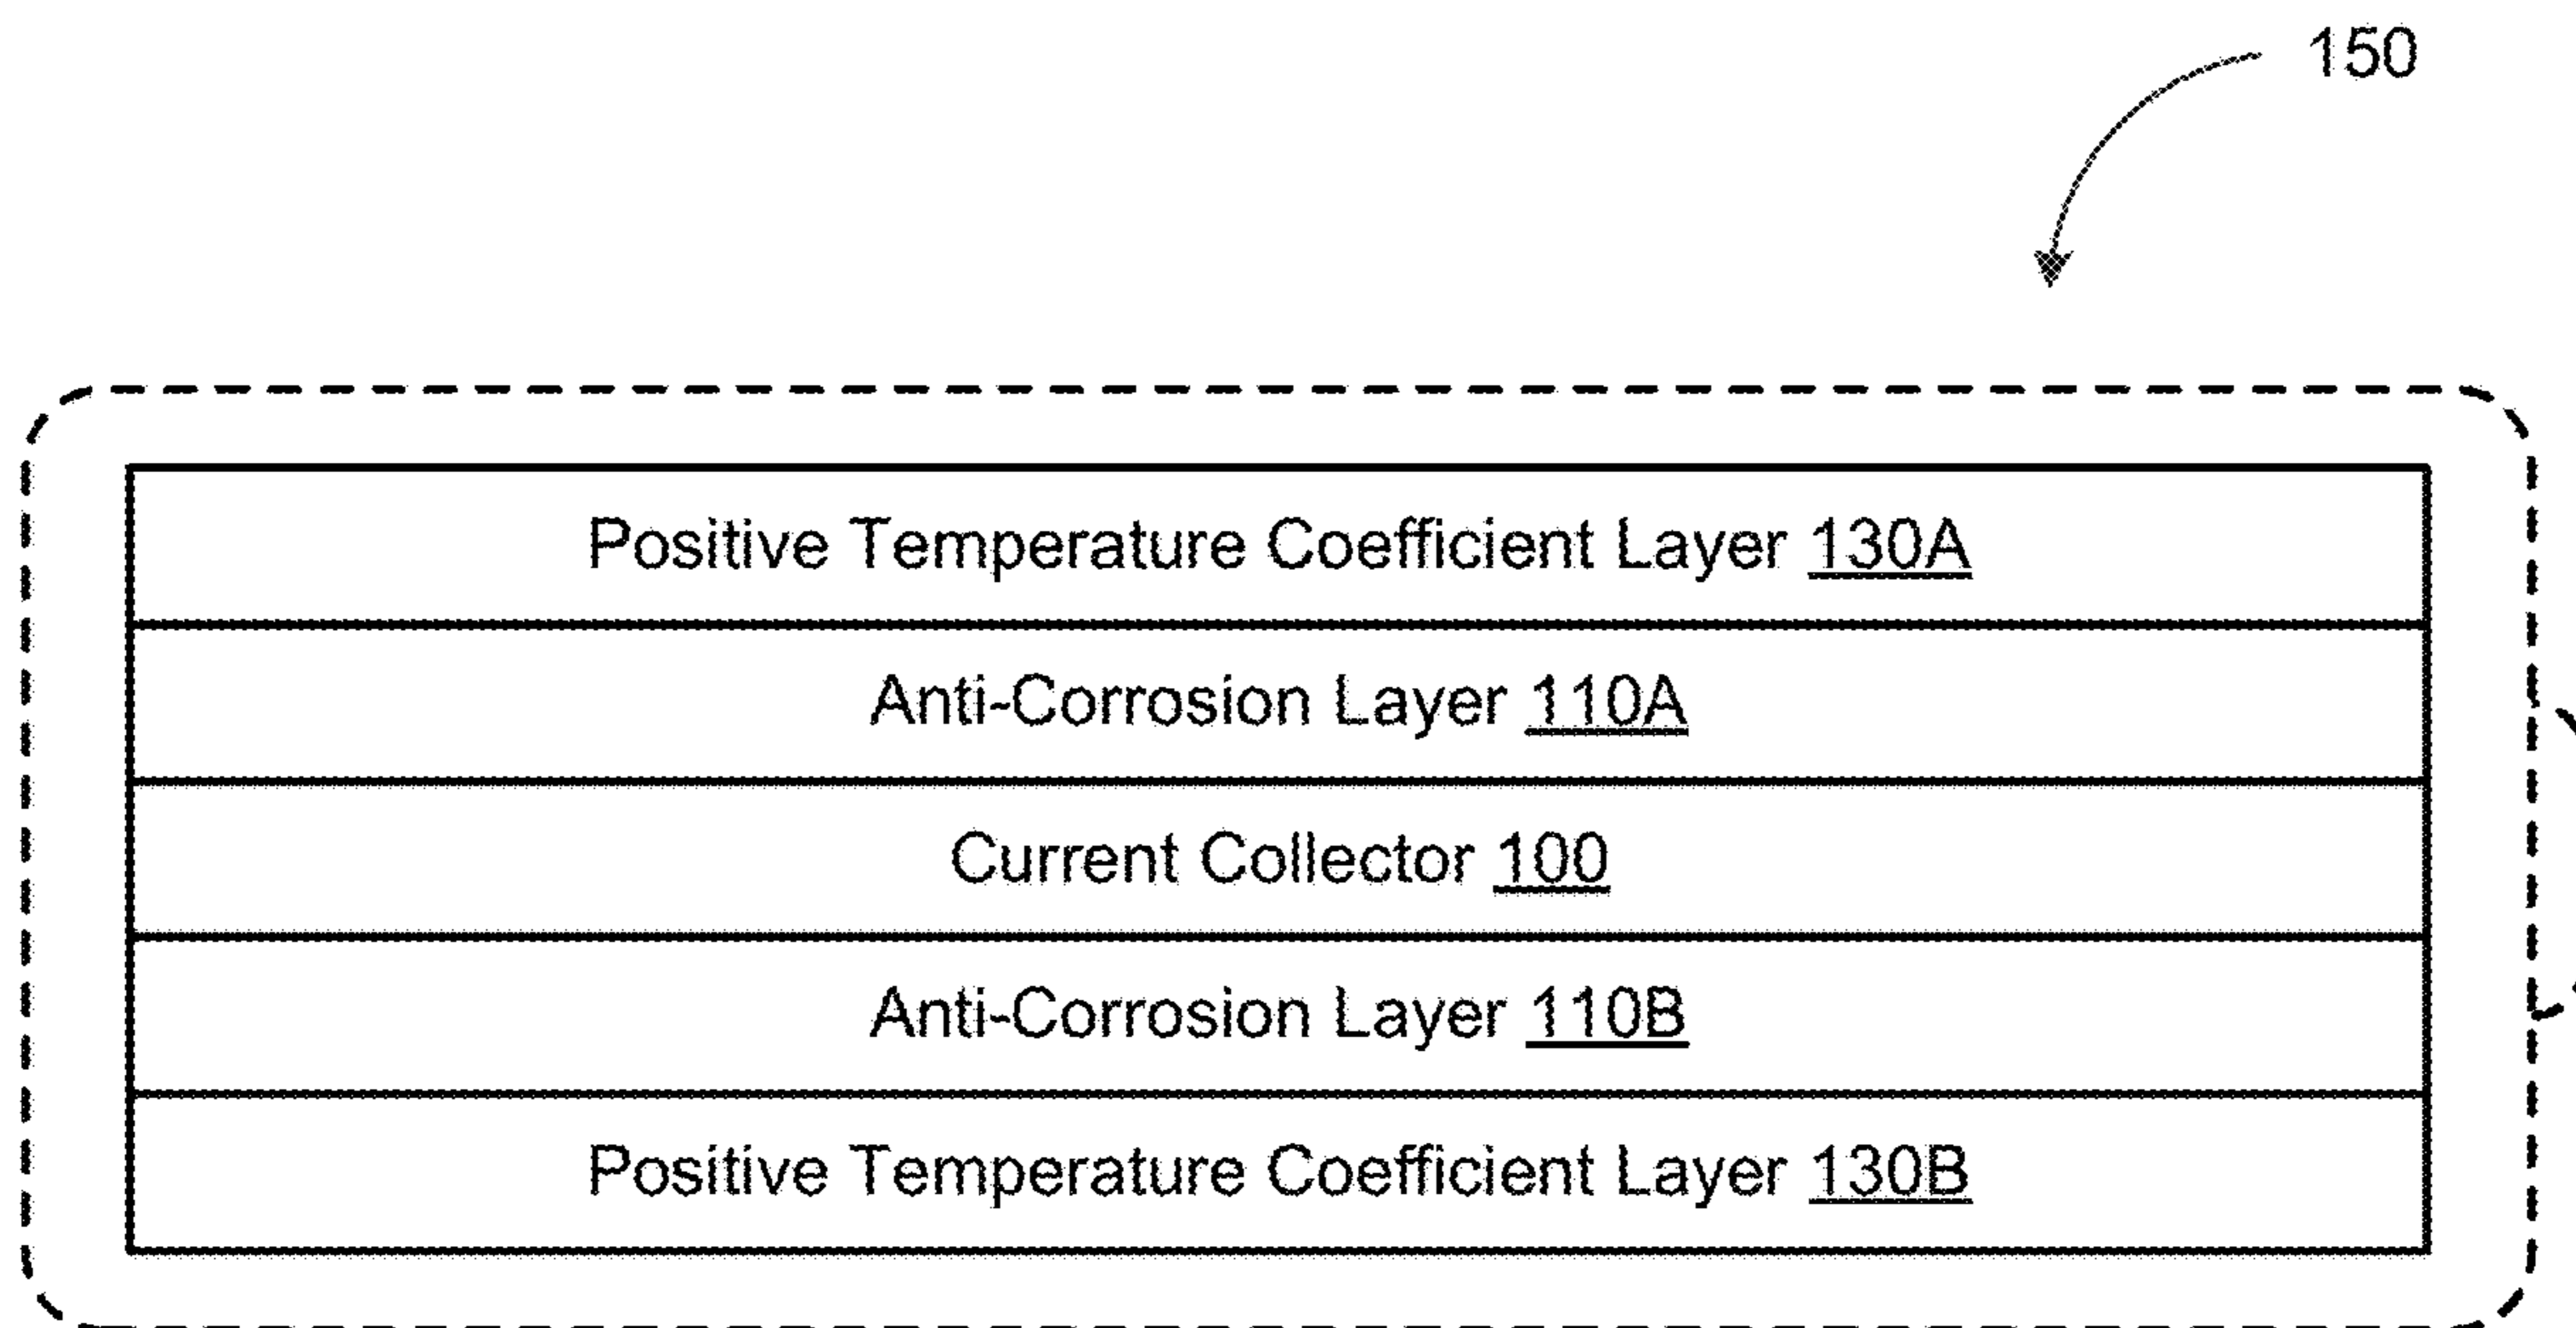 150
Positive Temperature Coefficient Layer 130A
Anti-Corrosion Layer 110A
Current Collector 100
Anti-Corrosion Layer 110B
Positive Temperature Coefficient Layer 130B